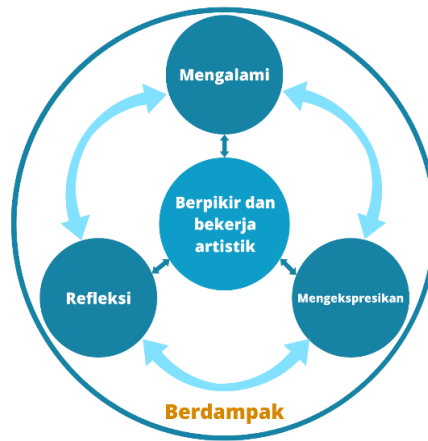 Mengalami
Berpikir dan
bekerja
artistik
Refleksi
Mengekspresikan
Berdampak